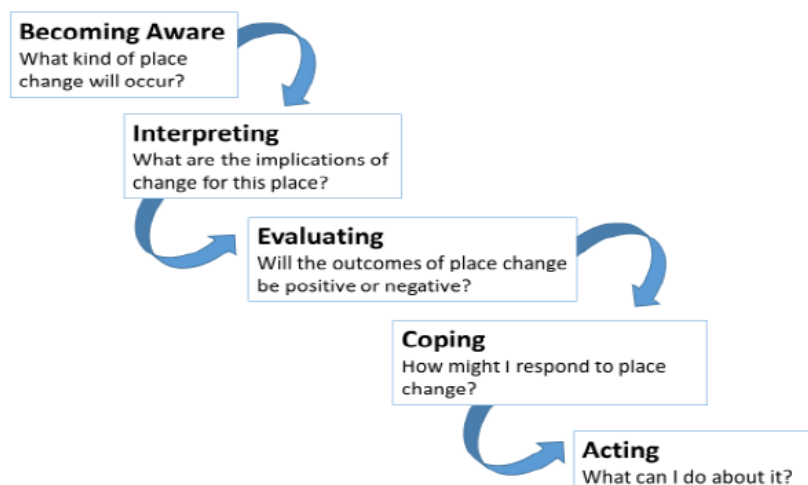 Becoming Aware
What kind of place
change will occur?
Interpreting
What are the implications of
change for this place?
Evaluating
Will the outcomes of place change
be positive or negative?
Coping
How might I respond to place
change?
Acting
What can I do about it?